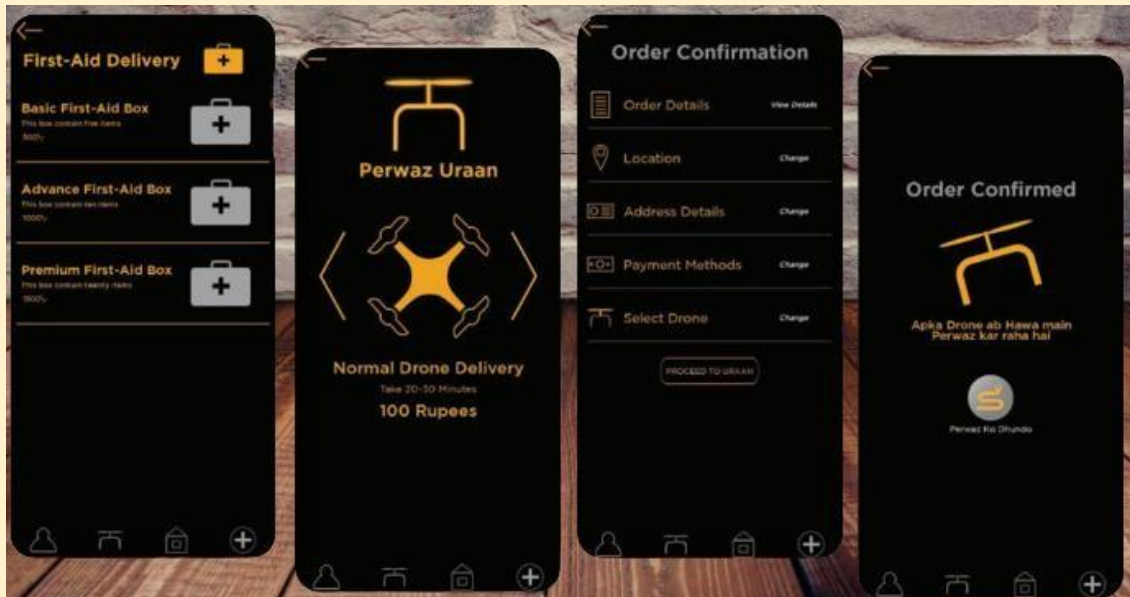 First-Aid Delivery
Basic First-Aid Box
This box contain five items
500/-
Advance First-Aid Box
This box contain ten items
1000/-
Premium First-Aid Box
This box contain twenty items
1500/-
Perwaz Uraan
Normal Drone Delivery
Take 20-30 Minutes
100 Rupees
Order Confirmation
Order Details
View Details
Location
Change
Address Details
Change
Payment Methods
Change
Select Drone
Change
PROCEED TO URAAN
Order Confirmed
Apka Drone ab Hawa main
Perwaz kar raha hai
Perwaz Ko Dhundo